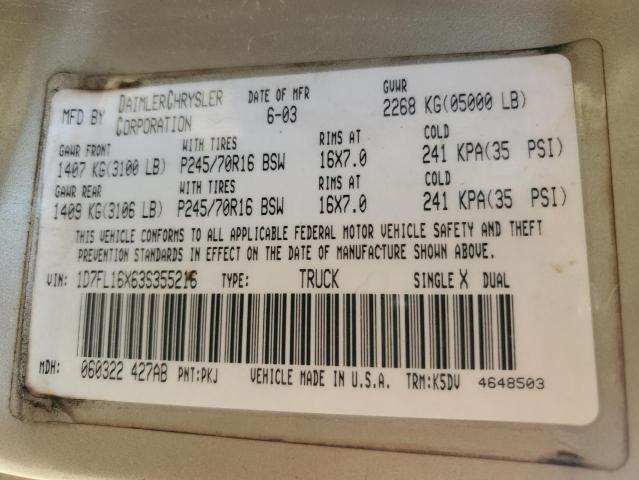 MFD BY DAIMLERCHRYSLER CORPORATION DATE OF MFR 6-03 GVWR 2268 KG(05000 LB)
GAWR FRONT WITH TIRES RIMS AT COLD
1407 KG(3100 LB) P245/70R16 BSW 16X7.0 241 KPA(35 PSI)
GAWR REAR WITH TIRES RIMS AT COLD
1409 KG(3106 LB) P245/70R16 BSW 16X7.0 241 KPA(35 PSI)
THIS VEHICLE CONFORMS TO ALL APPLICABLE FEDERAL MOTOR VEHICLE SAFETY AND THEFT
PREVENTION STANDARDS IN EFFECT ON THE DATE OF MANUFACTURE SHOWN ABOVE.
VIN: 1D7FL16X63S355216 TYPE: TRUCK SINGLE X DUAL
MDH: 060322 427AB PNT:PKJ VEHICLE MADE IN U.S.A. TRM:K5DV 4648503